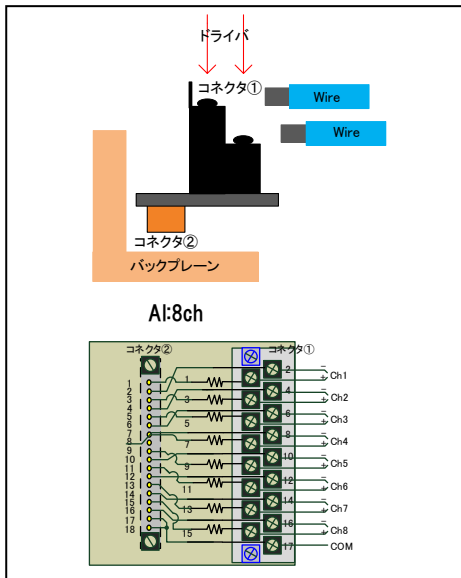 ドライバ
コネクタ①
Wire
Wire
コネクタ②
バックプレーン
AI:8ch
コネクタ②
コネクタ①
1
2
3
4
5
6
7
8
9
10
11
12
13
14
15
16
17
18
1
3
5
7
9
11
13
15
2
4
6
8
10
12
14
16
17
- + Ch1
- + Ch2
- + Ch3
- + Ch4
- + Ch5
- + Ch6
- + Ch7
- + Ch8
COM